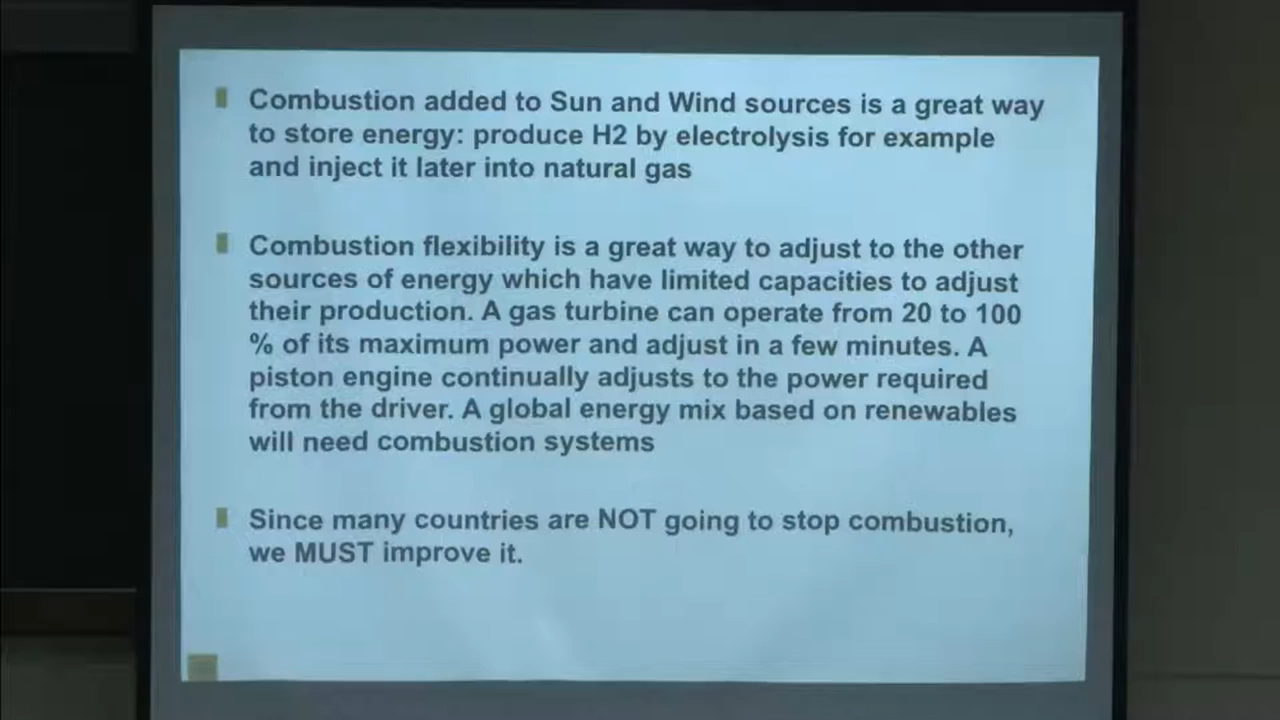 Combustion added to Sun and Wind sources is a great way
to store energy: produce H2 by electrolysis for example
and inject it later into natural gas
Combustion flexibility is a great way to adjust to the other
sources of energy which have limited capacities to adjust
their production. A gas turbine can operate from 20 to 100
% of its maximum power and adjust in a few minutes. A
piston engine continually adjusts to the power required
from the driver. A global energy mix based on renewables
will need combustion systems
Since many countries are NOT going to stop combustion,
we MUST improve it.